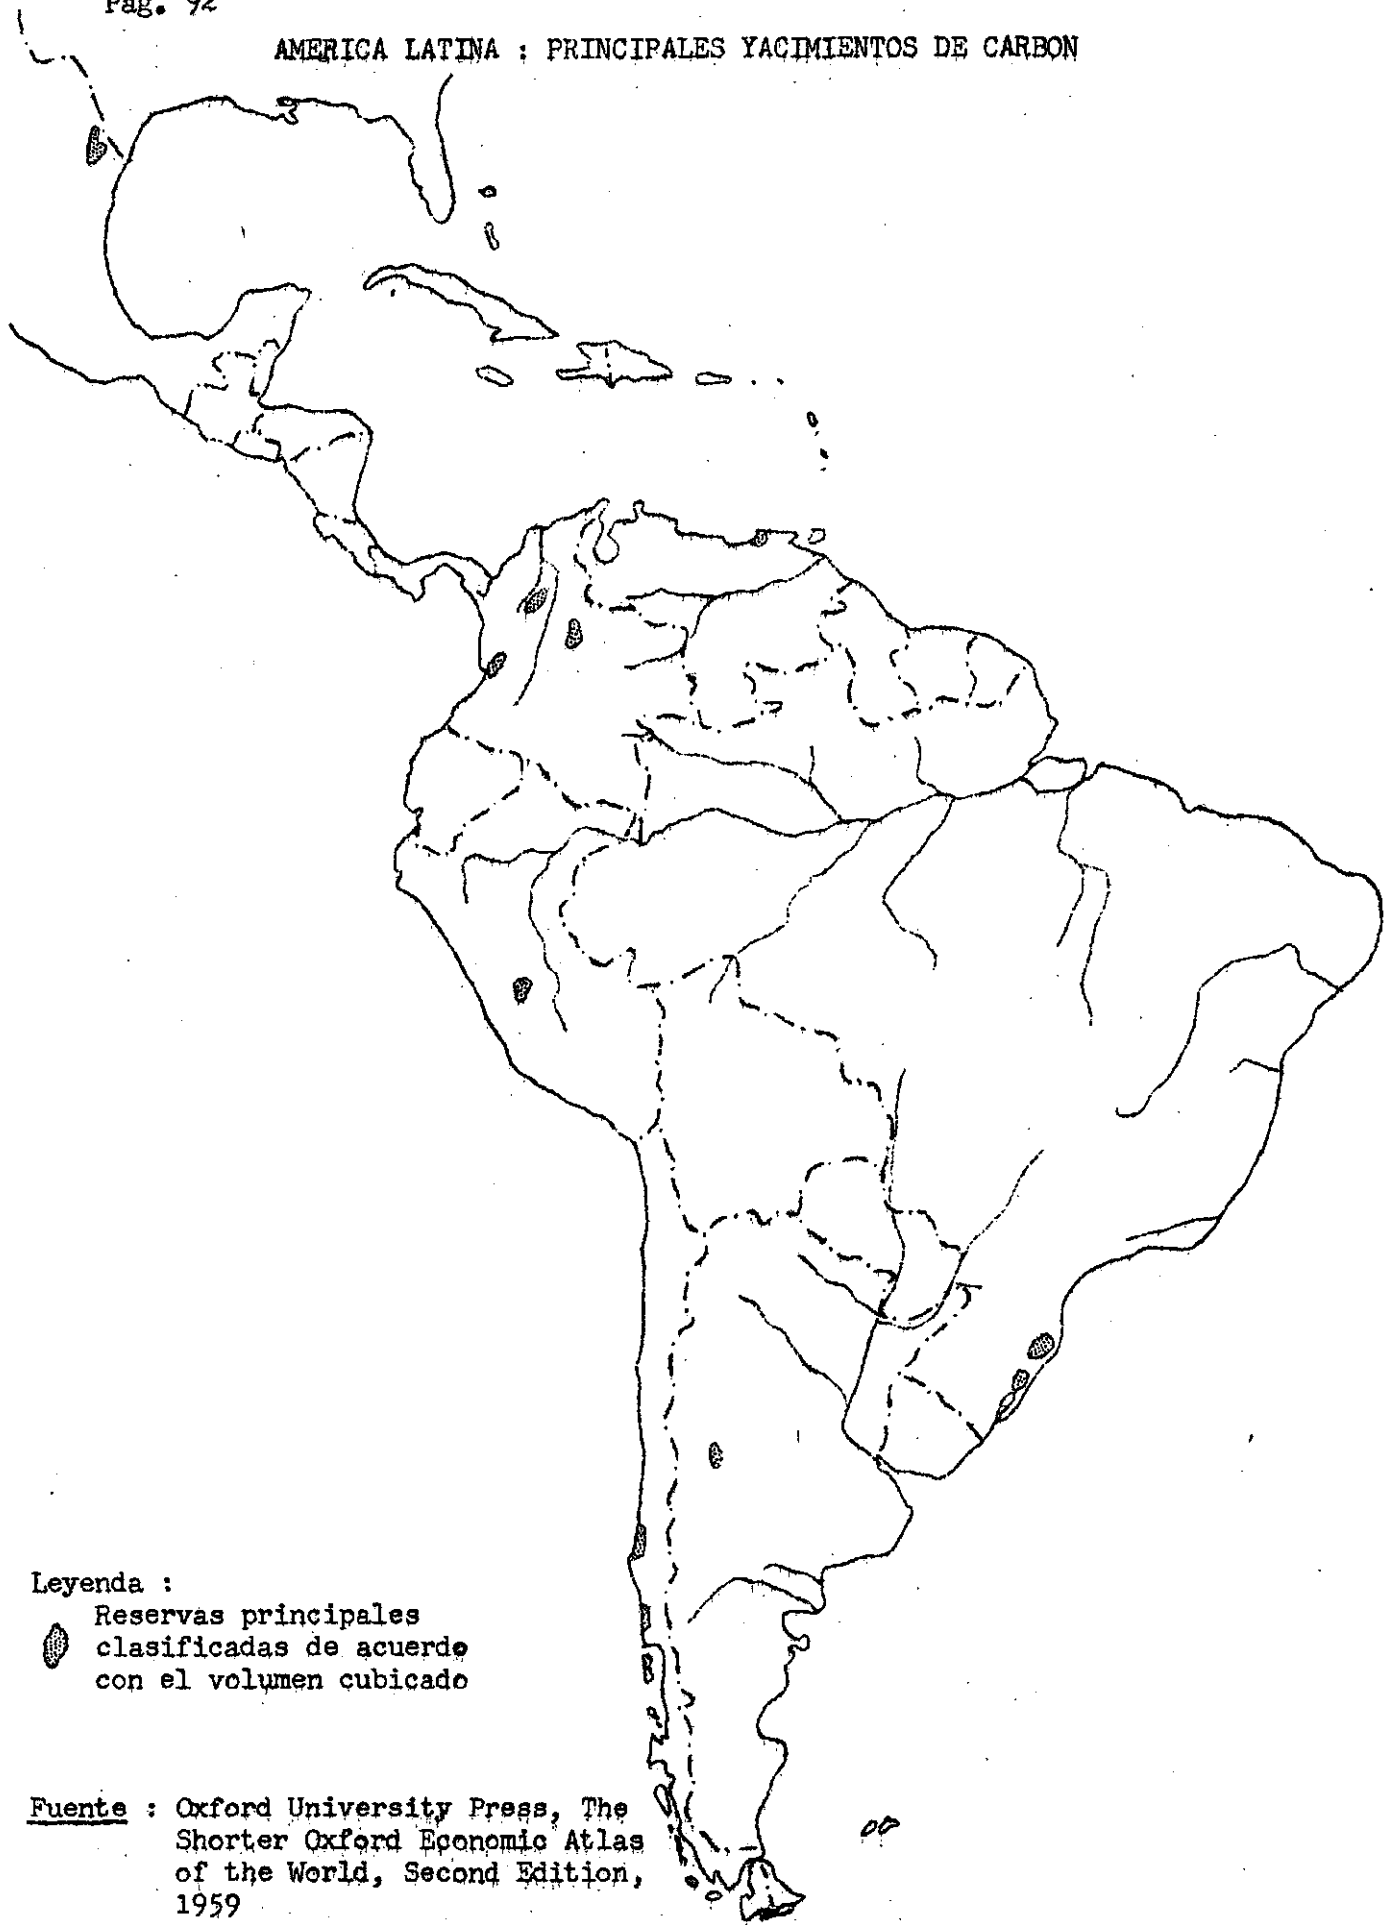 Pág. 92
AMERICA LATINA : PRINCIPALES YACIMIENTOS DE CARBON
Leyenda :
Reservas principales
clasificadas de acuerdo
con el volumen cubicado
Fuente : Oxford University Press, The
Shorter Oxford Economic Atlas
of the World, Second Edition,
1959